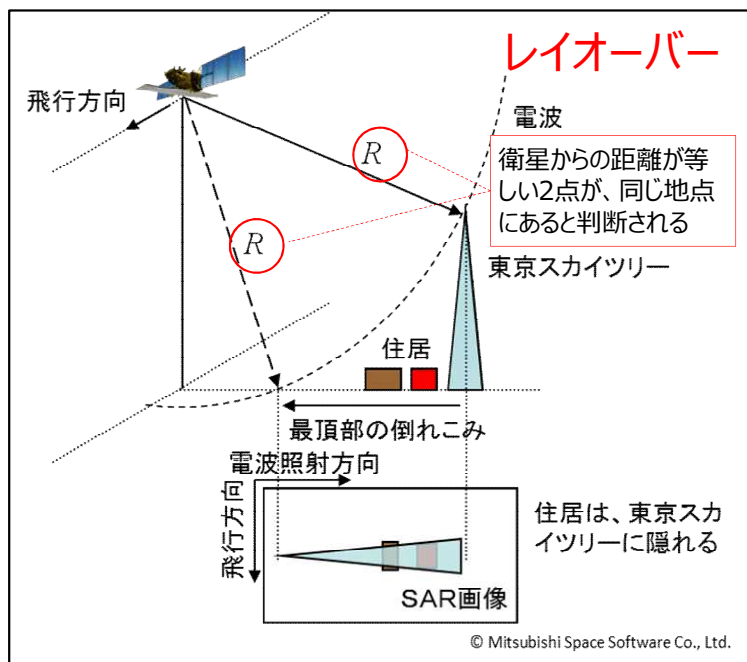 レイオーバー
飛行方向
電波
R
衛星からの距離が等
しい2点が、同じ地点
にあると判断される
R
東京スカイツリー
住居
最頂部の倒れこみ
電波照射方向
飛行方向
住居は、東京スカ
イツリーに隠れる
SAR画像
© Mitsubishi Space Software Co., Ltd.